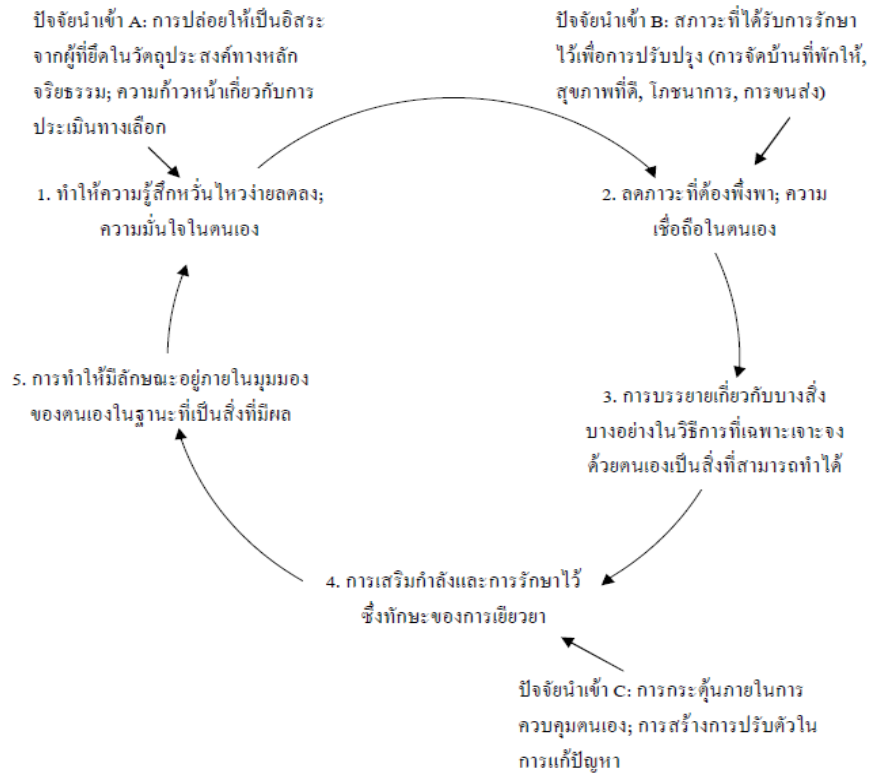 ปัจจัยนำเข้า A: การปล่อยให้เป็นอิสระ
จากผู้ที่ยึดในวัตถุประสงค์ทางหลัก
จริยธรรม; ความก้าวหน้าเกี่ยวกับการ
ประเมินทางเลือก
ปัจจัยนำเข้า B: สภาวะที่ได้รับการรักษา
ไว้เพื่อการปรับปรุง (การจัดบ้านที่พักให้,
สุขภาพที่ดี, โภชนาการ, การขนส่ง)
1. ทำให้ความรู้สึกหวั่นไหวง่ายลดลง;
ความมั่นใจในตนเอง
2. ลดภาวะที่ต้องพึ่งพา; ความ
เชื่อถือในตนเอง
3. การบรรยายเกี่ยวกับบางสิ่ง
บางอย่างในวิธีการที่เฉพาะเจาะจง
ด้วยตนเองเป็นสิ่งที่สามารถทำได้
4. การเสริมกำลังและการรักษาไว้
ซึ่งทักษะของการเยียวยา
5. การทำให้มีลักษณะอยู่ภายในมุมมอง
ของตนเองในฐานะที่เป็นสิ่งที่มีผล
ปัจจัยนำเข้า C: การกระตุ้นภายในการ
ควบคุมตนเอง; การสร้างการปรับตัวใน
การแก้ปัญหา